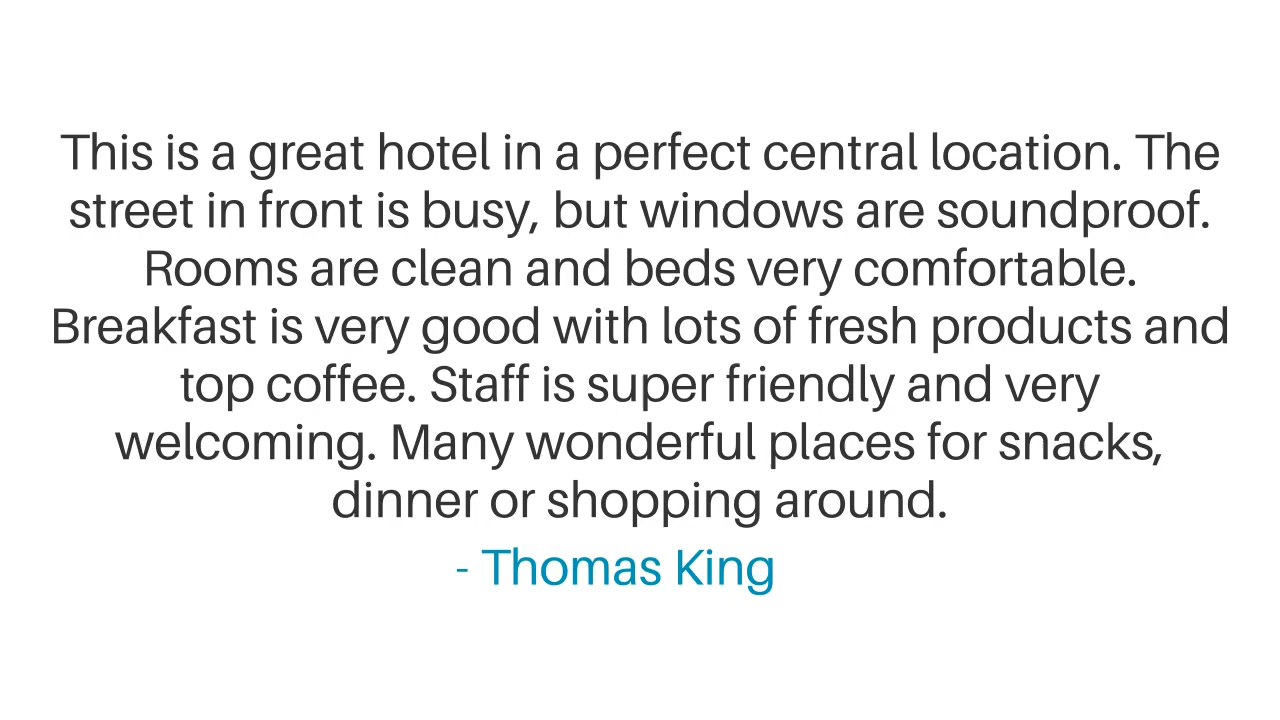 This is a great hotel in a perfect central location. The
street in front is busy, but windows are soundproof.
Rooms are clean and beds very comfortable.
Breakfast is very good with lots of fresh products and
top coffee. Staff is super friendly and very
welcoming. Many wonderful places for snacks,
dinner or shopping around.
- Thomas King